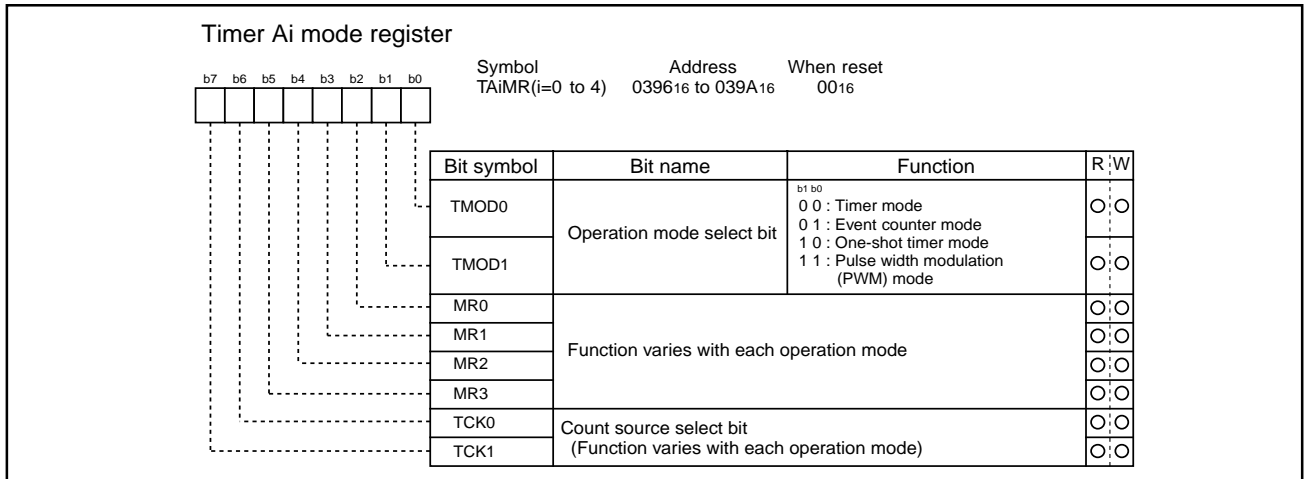 Timer Ai mode register
Symbol Address When reset
TAiMR(i=0 to 4) 039616 to 039A16 0016
b7 b6 b5 b4 b3 b2 b1 b0
Bit symbol Bit name Function R W
TMOD0
TMOD1
Operation mode select bit
b1 b0
0 0 : Timer mode
0 1 : Event counter mode
1 0 : One-shot timer mode
1 1 : Pulse width modulation
(PWM) mode
MR0
MR1
MR2
MR3
Function varies with each operation mode
TCK0
TCK1
Count source select bit
(Function varies with each operation mode)